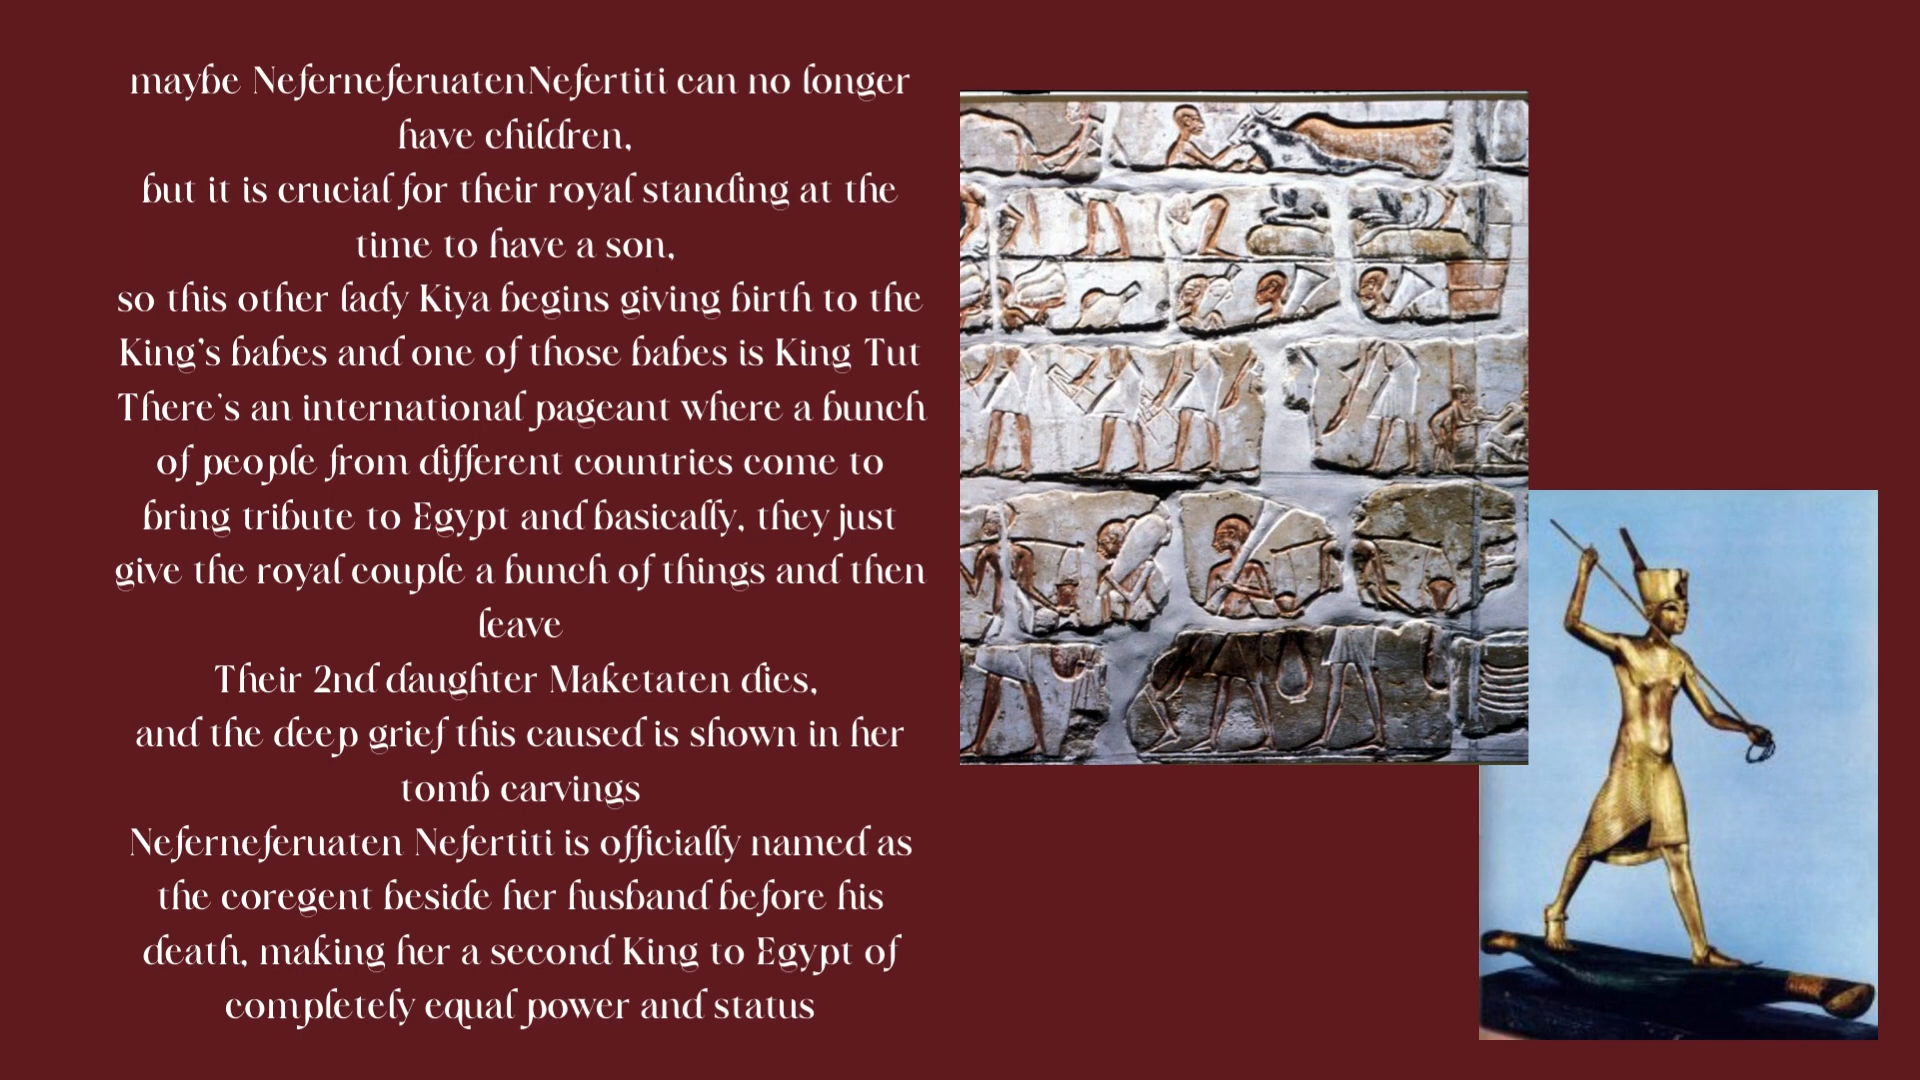 maybe NeferneferuatenNefertiti can no longer
have children,
but it is crucial for their royal standing at the
time to have a son,
so this other lady Kiya begins giving birth to the
King's babes and one of those babes is King Tut
There's an international pageant where a bunch
of people from different countries come to
bring tribute to Egypt and basically, they just
give the royal couple a bunch of things and then
leave
Their 2nd daughter Maketaten dies,
and the deep grief this caused is shown in her
tomb carvings
Neferneferuaten Nefertiti is officially named as
the coregent beside her husband before his
death, making her a second King to Egypt of
completely equal power and status